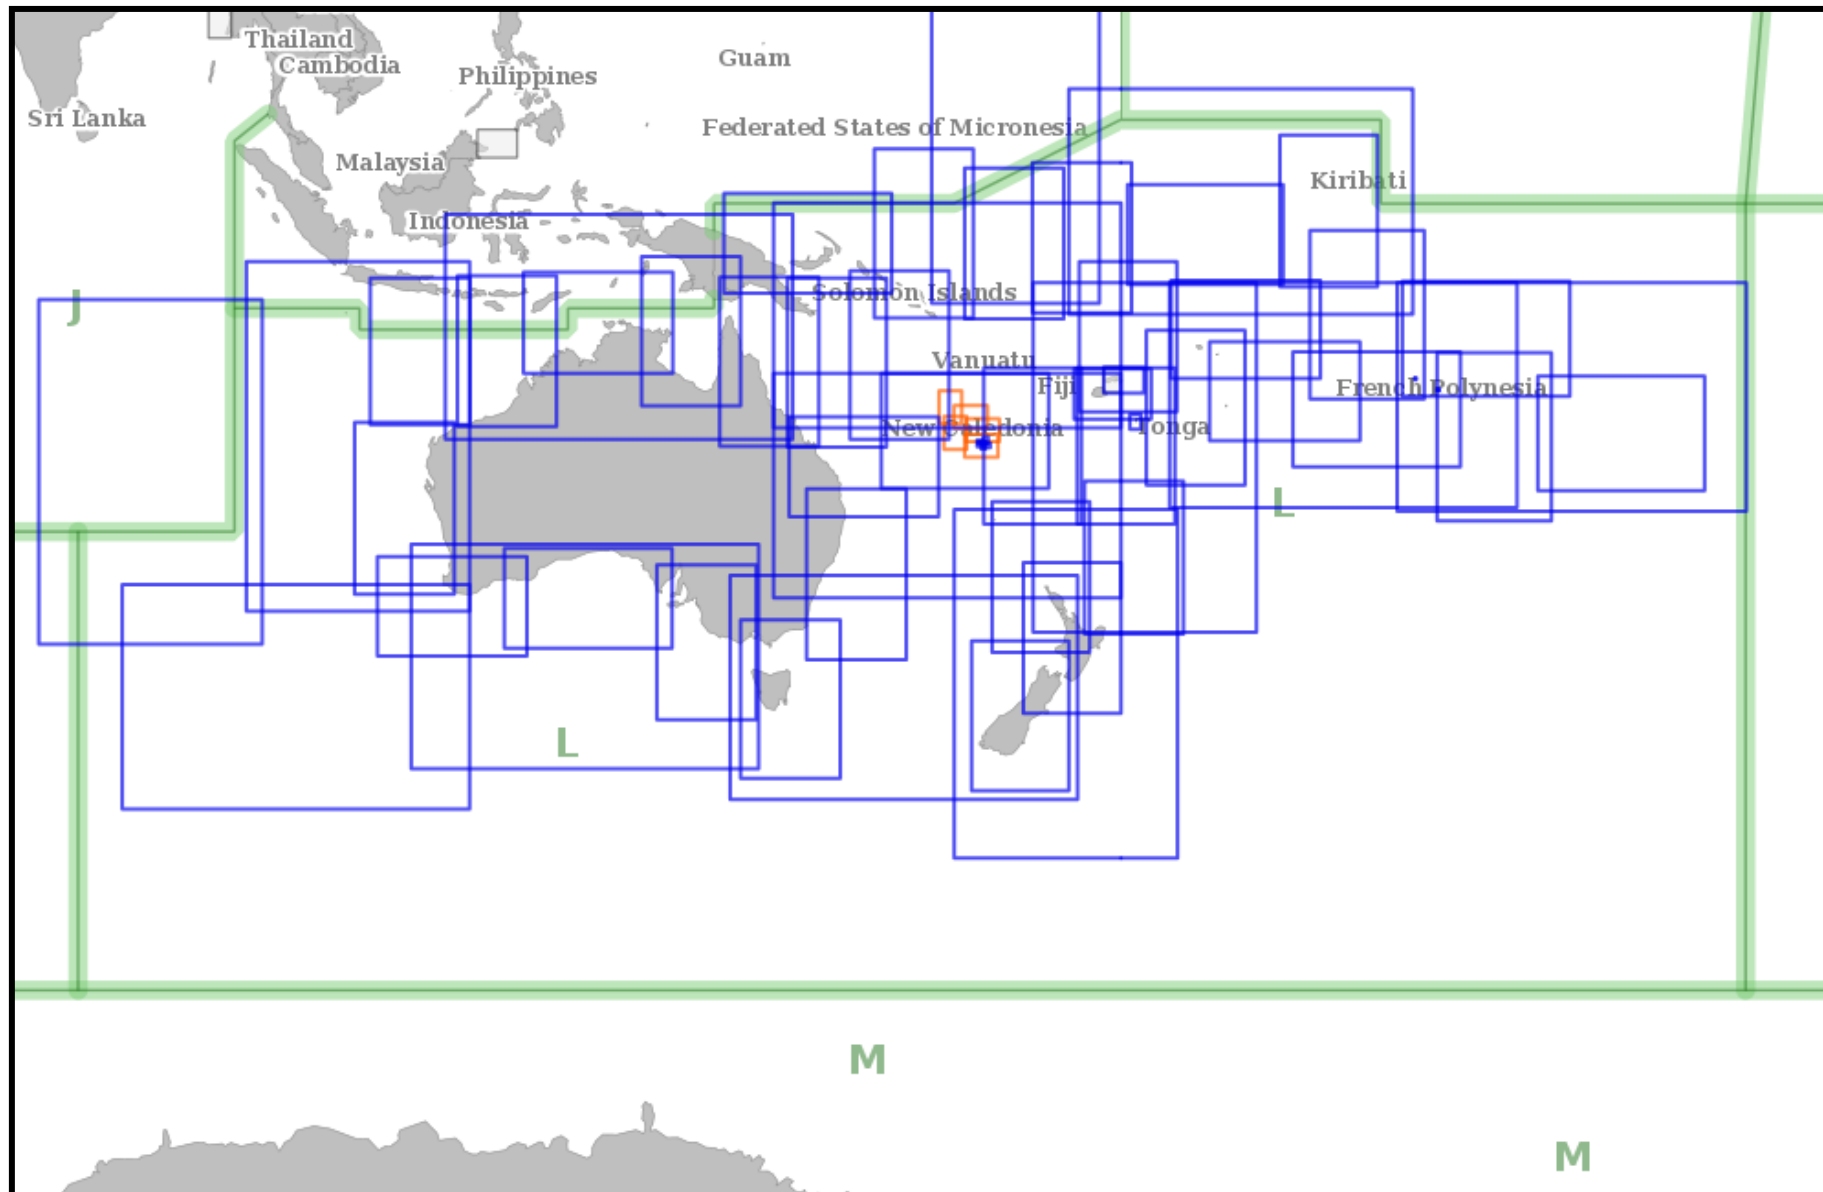 Thailand
Guam
Cambodia
Philippines
Sri Lanka
Federated States of Micronesia
Malaysia
Kiribati
Indonesia
Solomon Islands
J
Vanuatu
Fiji
French Polynesia
New Caledonia
Tonga
L
L
M
M